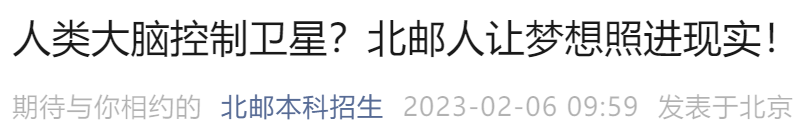 人类大脑控制卫星？北邮人让梦想照进现实！
期待与你相约的 北邮本科招生 2023-02-06 09:59 发表于北京